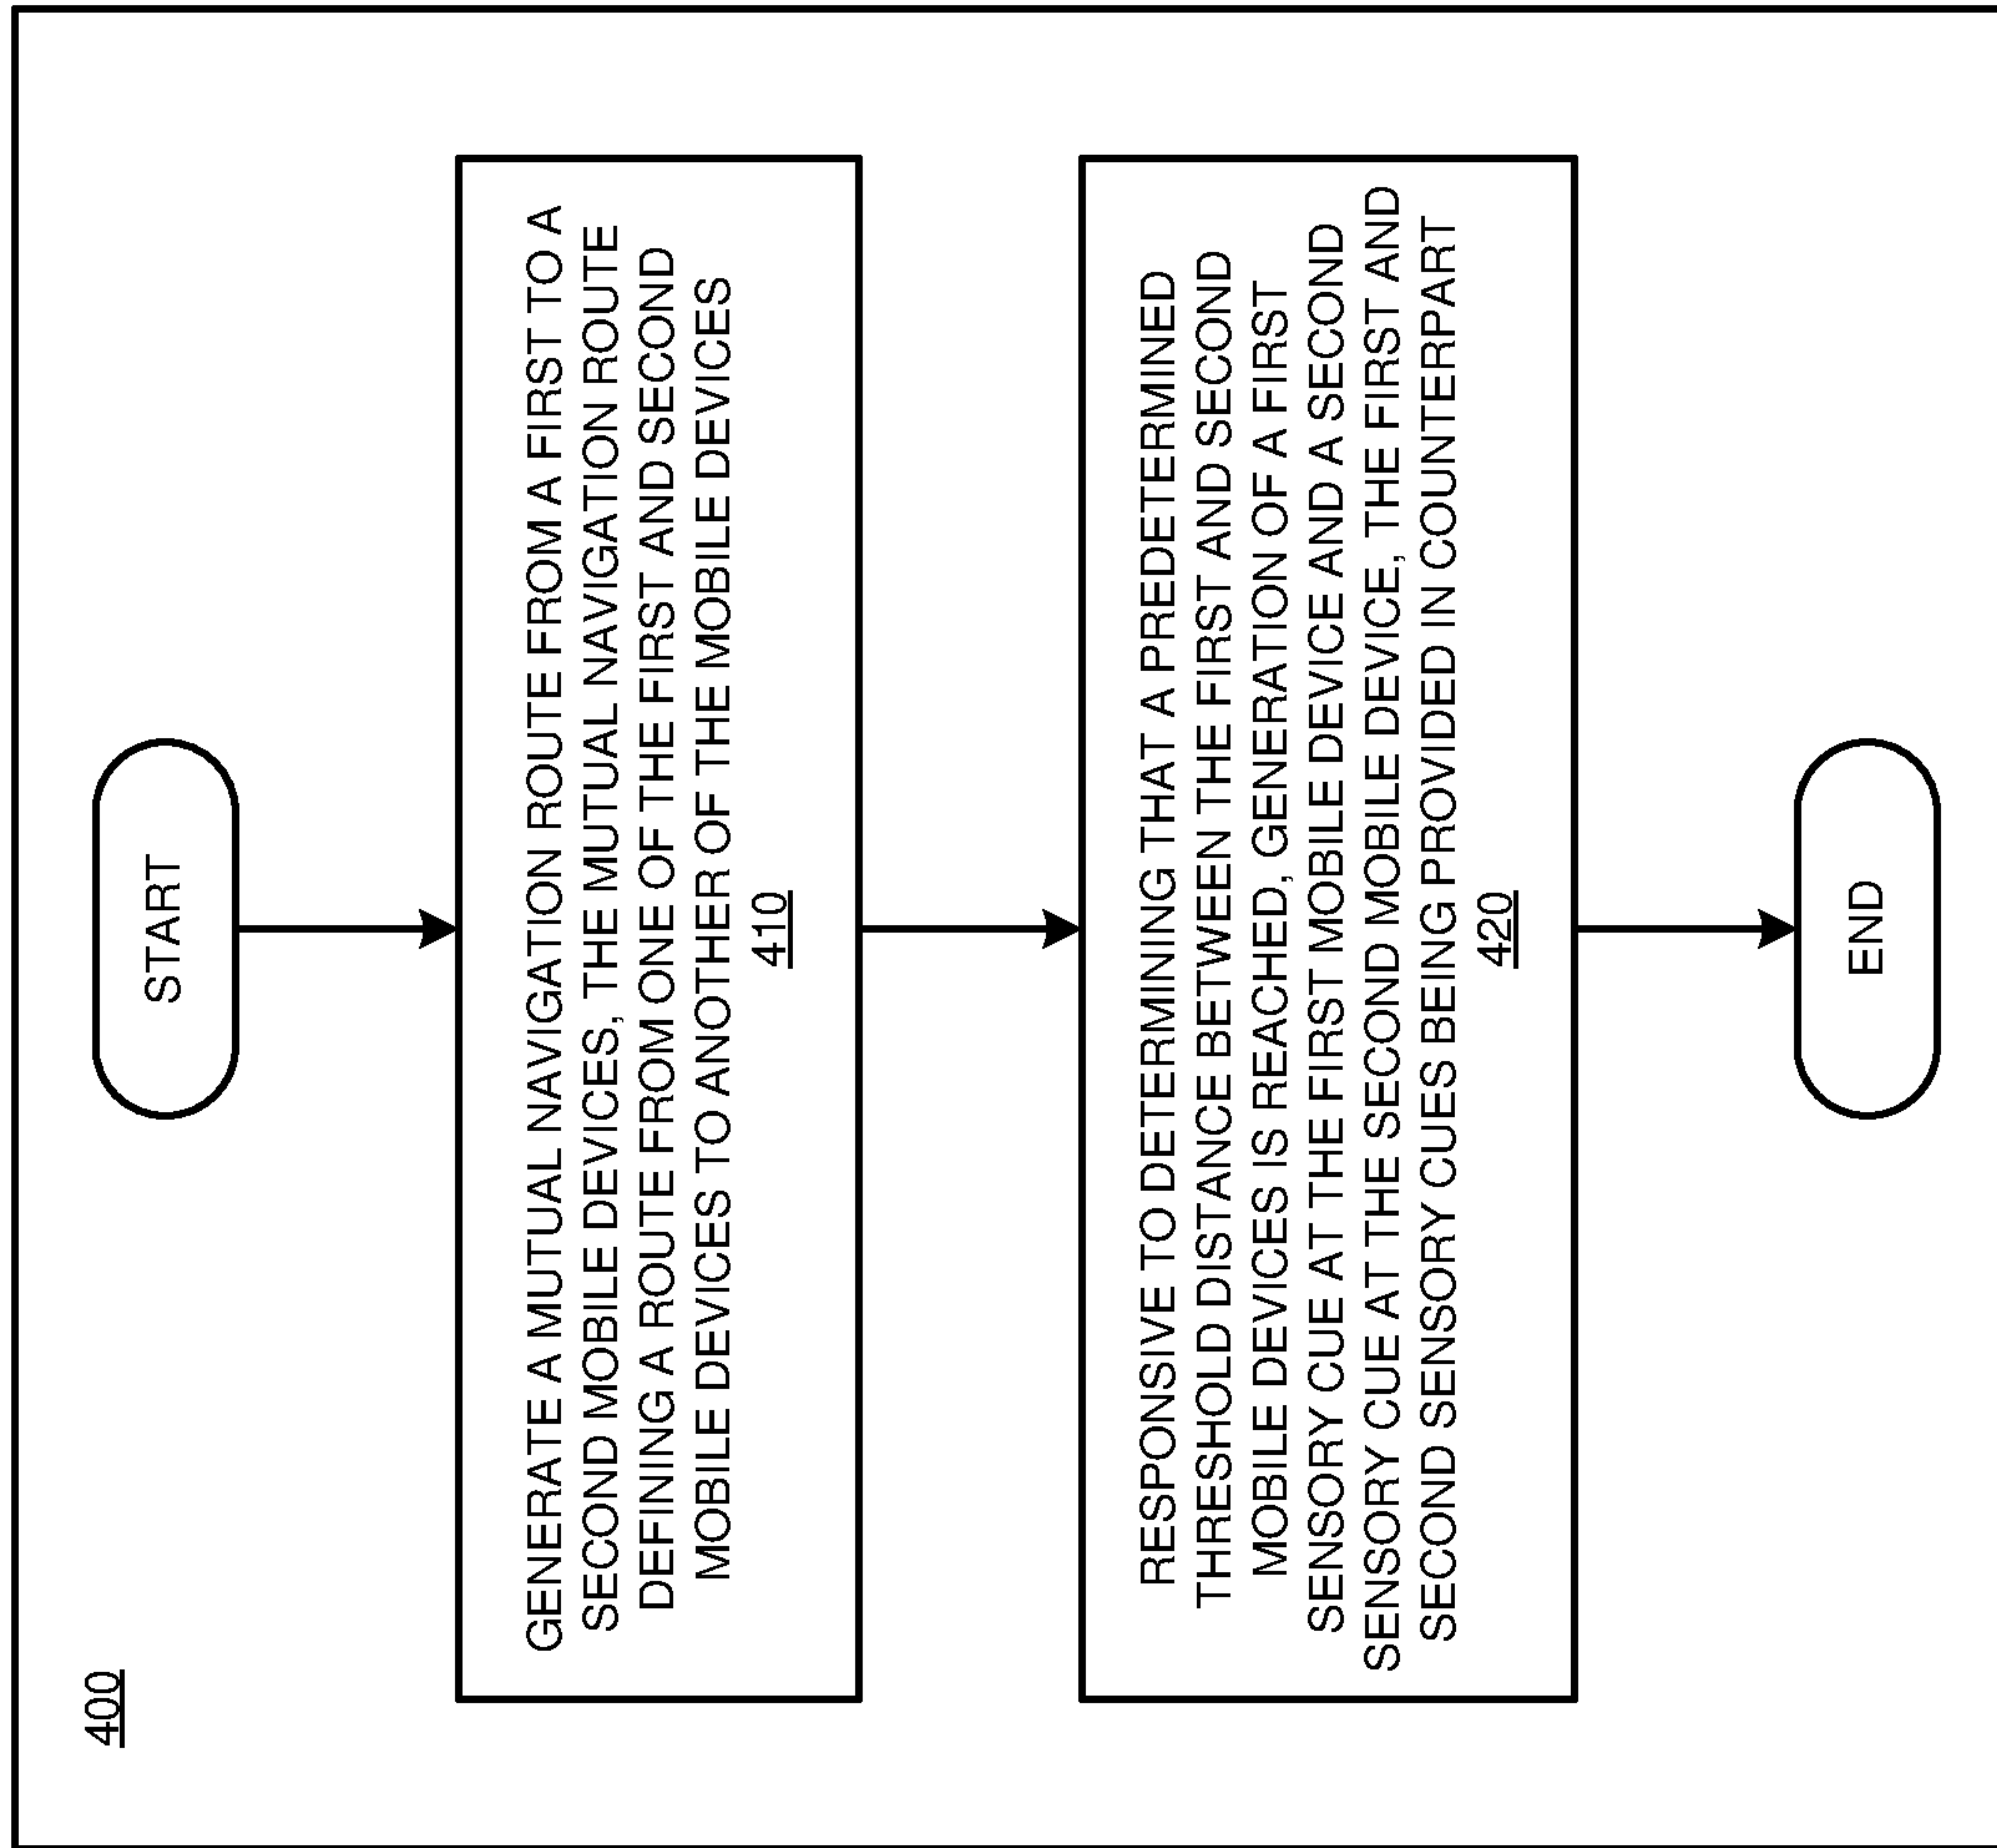 400
START
GENERATE A MUTUAL NAVIGATION ROUTE FROM A FIRST TO A
SECOND MOBILE DEVICES, THE MUTUAL NAVIGATION ROUTE
DEFINING A ROUTE FROM ONE OF THE FIRST AND SECOND
MOBILE DEVICES TO ANOTHER OF THE MOBILE DEVICES
410
RESPONSIVE TO DETERMINING THAT A PREDETERMINED
THRESHOLD DISTANCE BETWEEN THE FIRST AND SECOND
MOBILE DEVICES IS REACHED, GENERATION OF A FIRST
SENSORY CUE AT THE FIRST MOBILE DEVICE AND A SECOND
SENSORY CUE AT THE SECOND MOBILE DEVICE, THE FIRST AND
SECOND SENSORY CUES BEING PROVIDED IN COUNTERPART
420
END